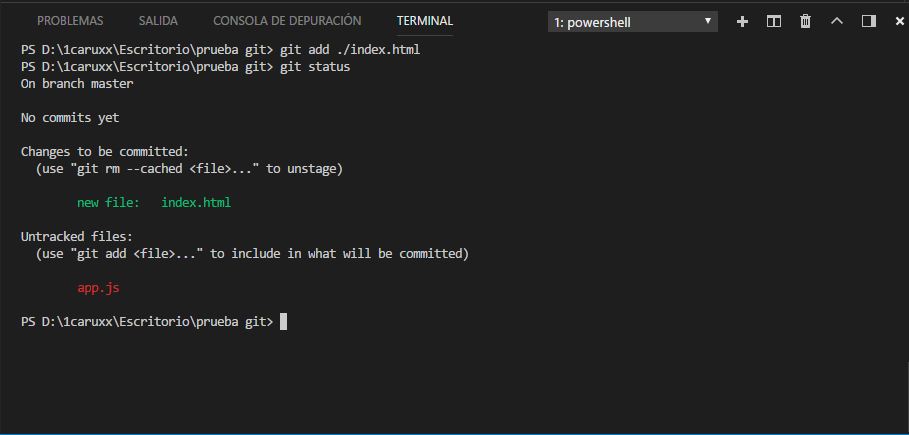 PROBLEMAS SALIDA CONSOLA DE DEPURACIÓN TERMINAL 1: powershell
PS D:\1caruxx\Escritorio\prueba git> git add ./index.html
PS D:\1caruxx\Escritorio\prueba git> git status
On branch master
No commits yet
Changes to be committed:
(use "git rm --cached <file>..." to unstage)
new file: index.html
Untracked files:
(use "git add <file>..." to include in what will be committed)
app.js
PS D:\1caruxx\Escritorio\prueba git>